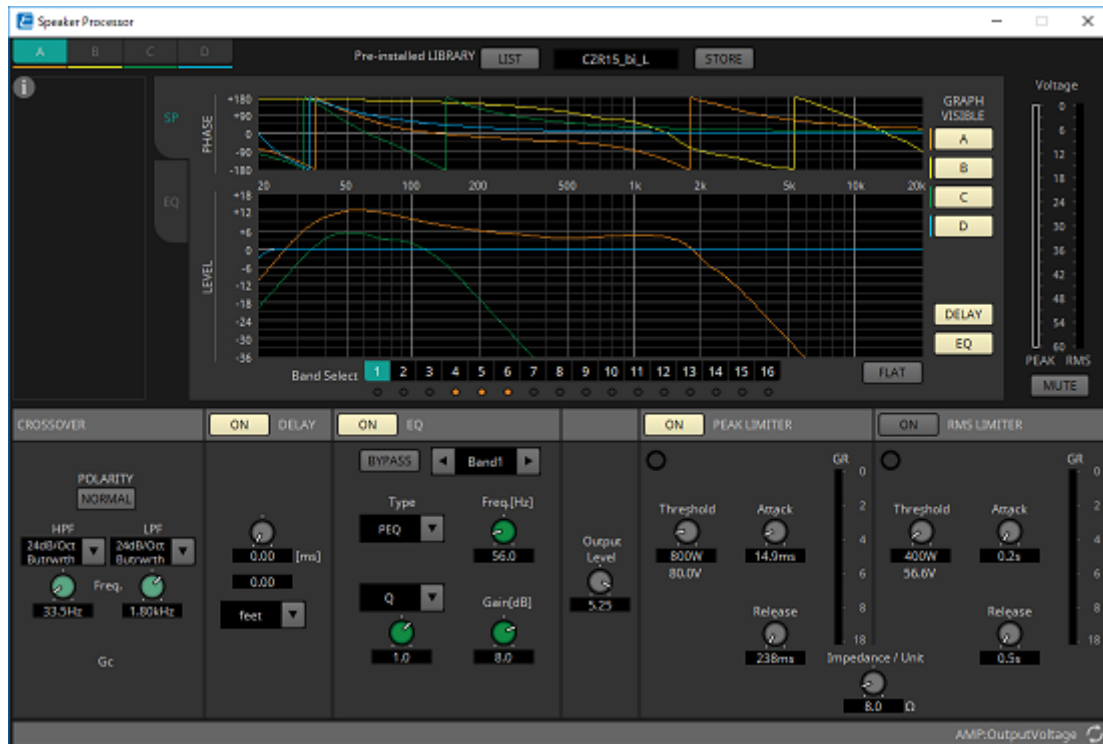 Speaker Processor
A B C D
Pre-installed LIBRARY LIST CZR15_bi_L STORE
SP
EQ
PHASE
+180
+90
0
-90
-180
20 50 100 200 500 1k 2k 5k 10k 20k
LEVEL
+18
+12
+6
0
-6
-12
-18
-24
-30
-36
GRAPH
VISIBLE
A
B
C
D
DELAY
EQ
Voltage
0
6
12
18
24
30
36
42
48
54
60
PEAK RMS
MUTE
Band Select 1 2 3 4 5 6 7 8 9 10 11 12 13 14 15 16
FLAT
CROSSOVER
POLARITY
NORMAL
HPF LPF
24dB/Oct 24dB/Oct
Butrwrth Butrwrth
Freq.
33.5Hz 1.80kHz
Gc
ON DELAY
0.00 [ms]
0.00
feet
ON EQ
BYPASS Band1
Type Freq.[Hz]
PEQ
56.0
Q Gain[dB]
1.0 8.0
Output
Level
5.25
ON PEAK LIMITER
GR
0
2
4
6
8
18
Threshold Attack
800W 14.9ms
80.0V
Release
238ms
Impedance / Unit
8.0 Ω
ON RMS LIMITER
GR
0
2
4
6
8
18
Threshold Attack
400W 0.2s
56.6V
Release
0.5s
AMP:OutputVoltage